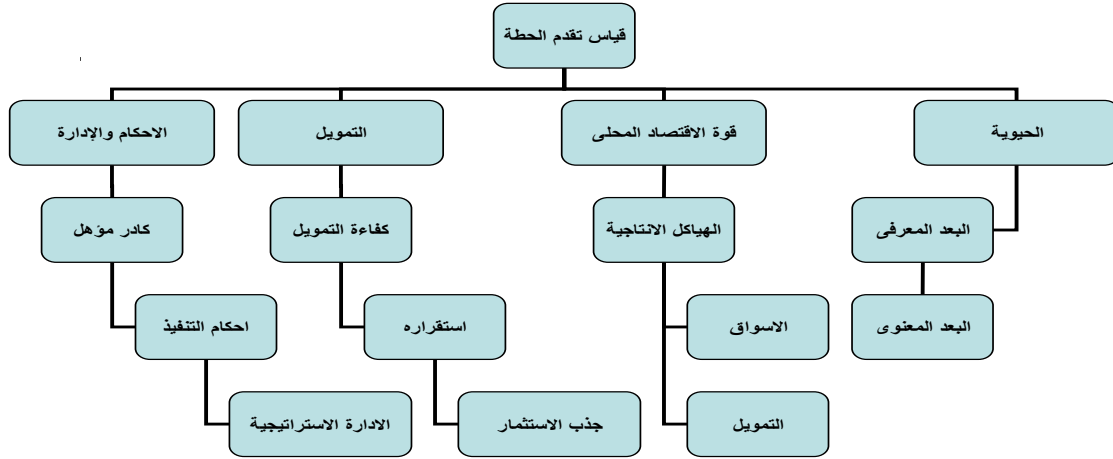 قياس تقدم الحطة
الحيوية
قوة الاقتصاد المحلى
التمويل
الاحكام والإدارة
البعد المعرفى
الهياكل الانتاجية
كفاءة التمويل
كادر مؤهل
البعد المعنوى
الاسواق
استقراره
احكام التنفيذ
التمويل
جذب الاستثمار
الادارة الاستراتيجية